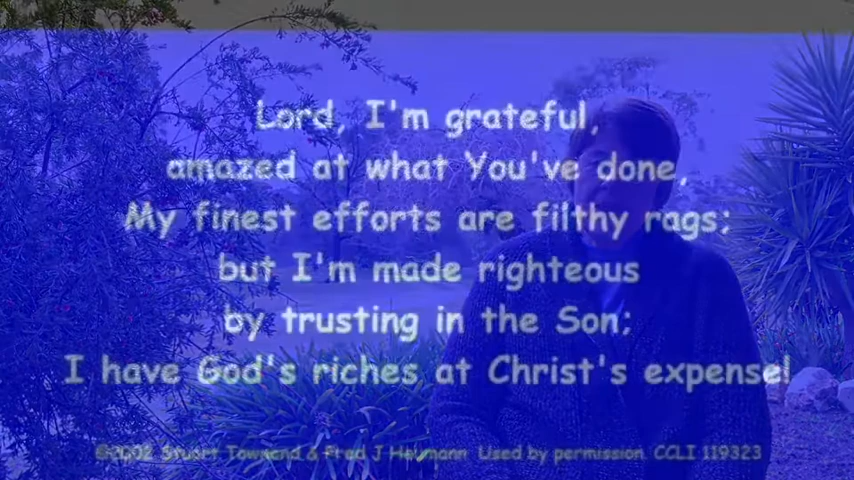 Lord, I'm grateful,
amazed at what You've done,
My finest efforts are filthy rags;
but I'm made righteous
by trusting in the Son;
I have God's riches at Christ's expense!
©2002 Stuart Townend & Fred J Heumann Used by permission CCLI 119323